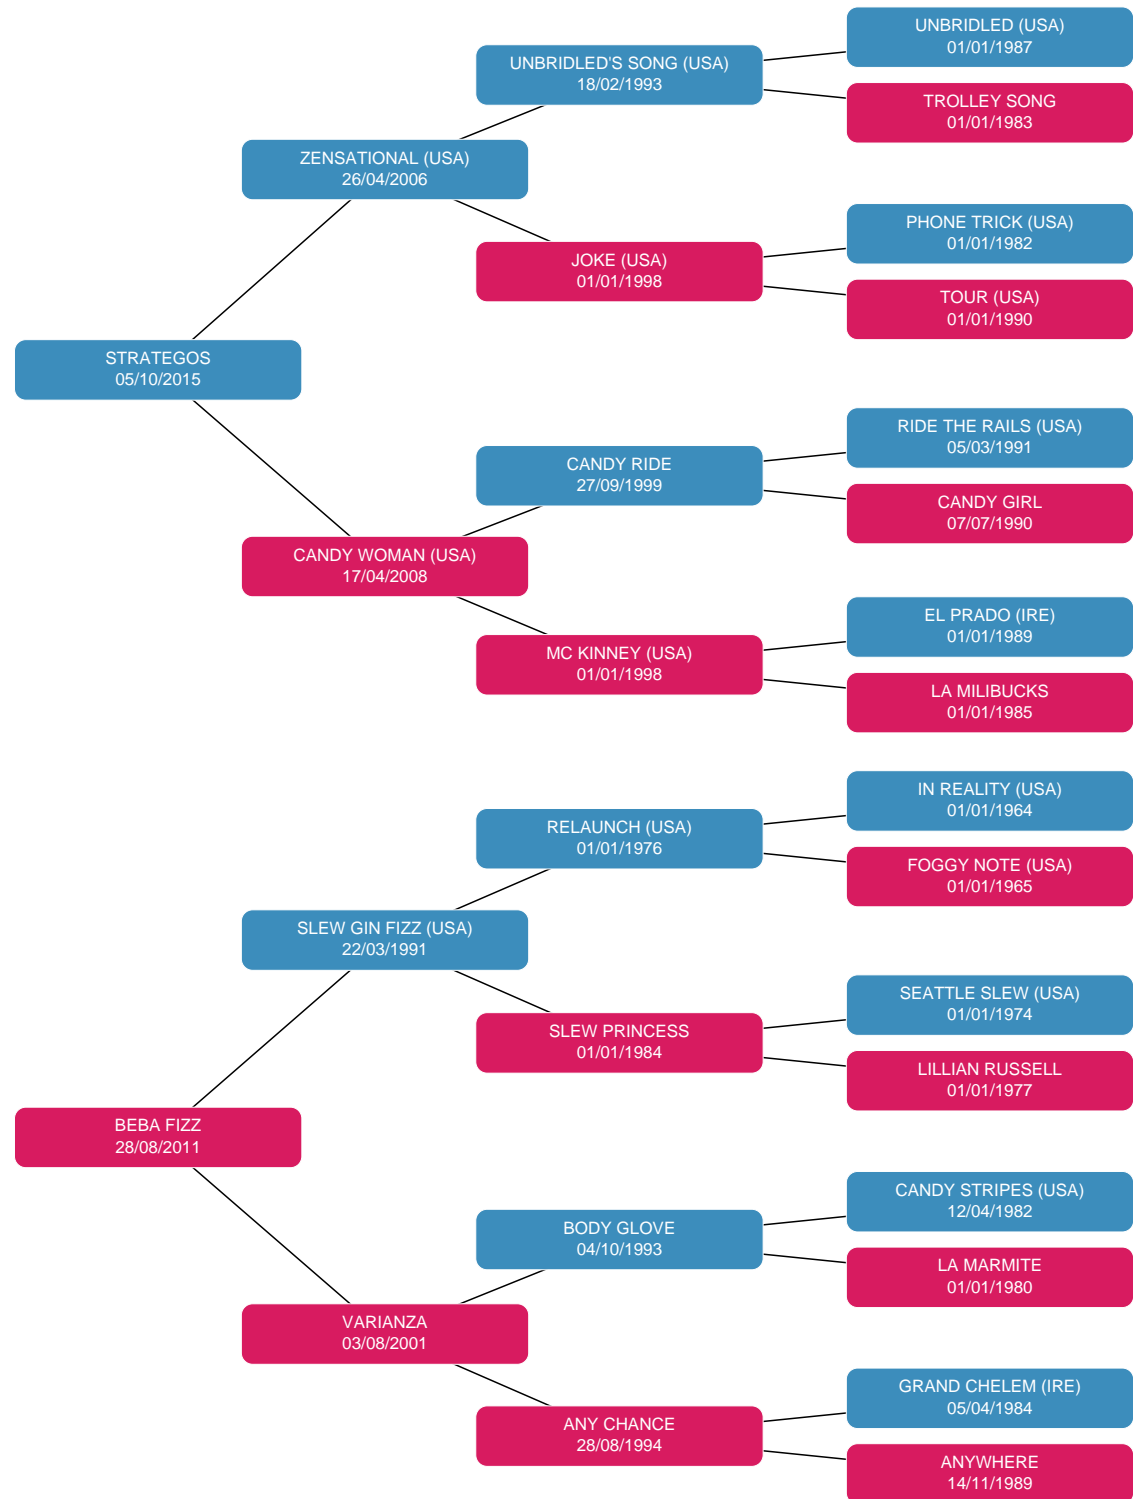 UNBRIDLED (USA)
01/01/1987
UNBRIDLED'S SONG (USA)
18/02/1993
TROLLEY SONG
01/01/1983
ZENSATIONAL (USA)
26/04/2006
PHONE TRICK (USA)
01/01/1982
JOKE (USA)
01/01/1998
TOUR (USA)
01/01/1990
STRATEGOS
05/10/2015
RIDE THE RAILS (USA)
05/03/1991
CANDY RIDE
27/09/1999
CANDY GIRL
07/07/1990
CANDY WOMAN (USA)
17/04/2008
EL PRADO (IRE)
01/01/1989
MC KINNEY (USA)
01/01/1998
LA MILIBUCKS
01/01/1985
IN REALITY (USA)
01/01/1964
RELAUNCH (USA)
01/01/1976
FOGGY NOTE (USA)
01/01/1965
SLEW GIN FIZZ (USA)
22/03/1991
SEATTLE SLEW (USA)
01/01/1974
SLEW PRINCESS
01/01/1984
LILLIAN RUSSELL
01/01/1977
BEBA FIZZ
28/08/2011
CANDY STRIPES (USA)
12/04/1982
BODY GLOVE
04/10/1993
LA MARMITE
01/01/1980
VARIANZA
03/08/2001
GRAND CHELEM (IRE)
05/04/1984
ANY CHANCE
28/08/1994
ANYWHERE
14/11/1989